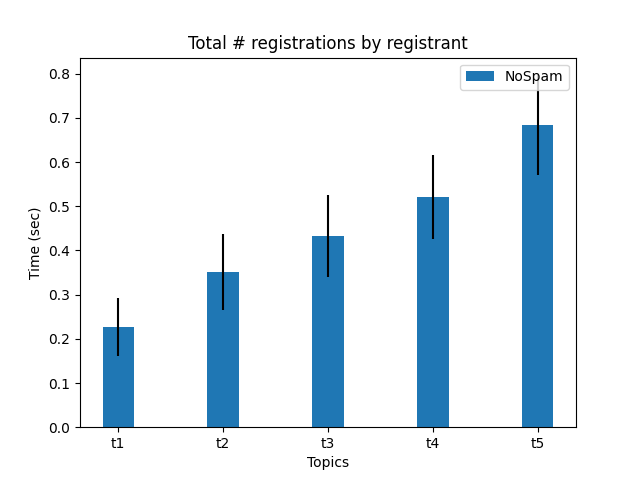 Total # registrations by registrant
NoSpam
0.8
0.7
0.6
0.5
0.4
0.3
0.2
0.1
0.0
Time (sec)
t1 t2 t3 t4 t5
Topics